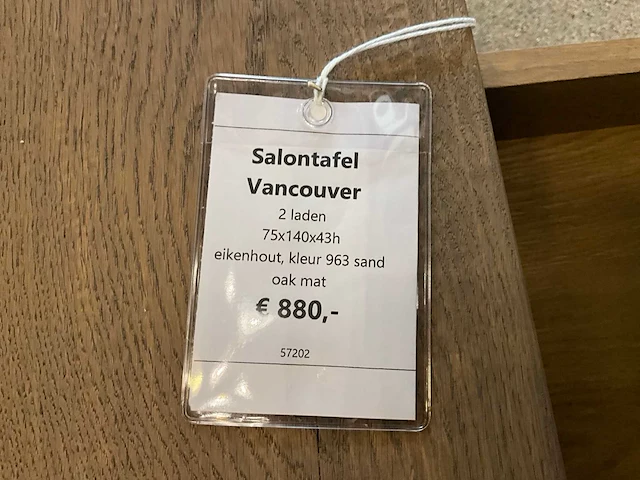 Salontafel
Vancouver
2 laden
75x140x43h
eikenhout, kleur 963 sand
oak mat
€ 880,-
57202